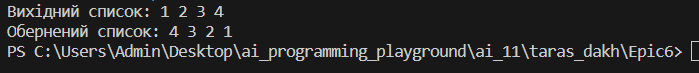 Вихідний список: 1 2 3 4
Обернений список: 4 3 2 1
PS C:\Users\Admin\Desktop\ai_programming_playground\ai_11\taras_dakh\Epic6>